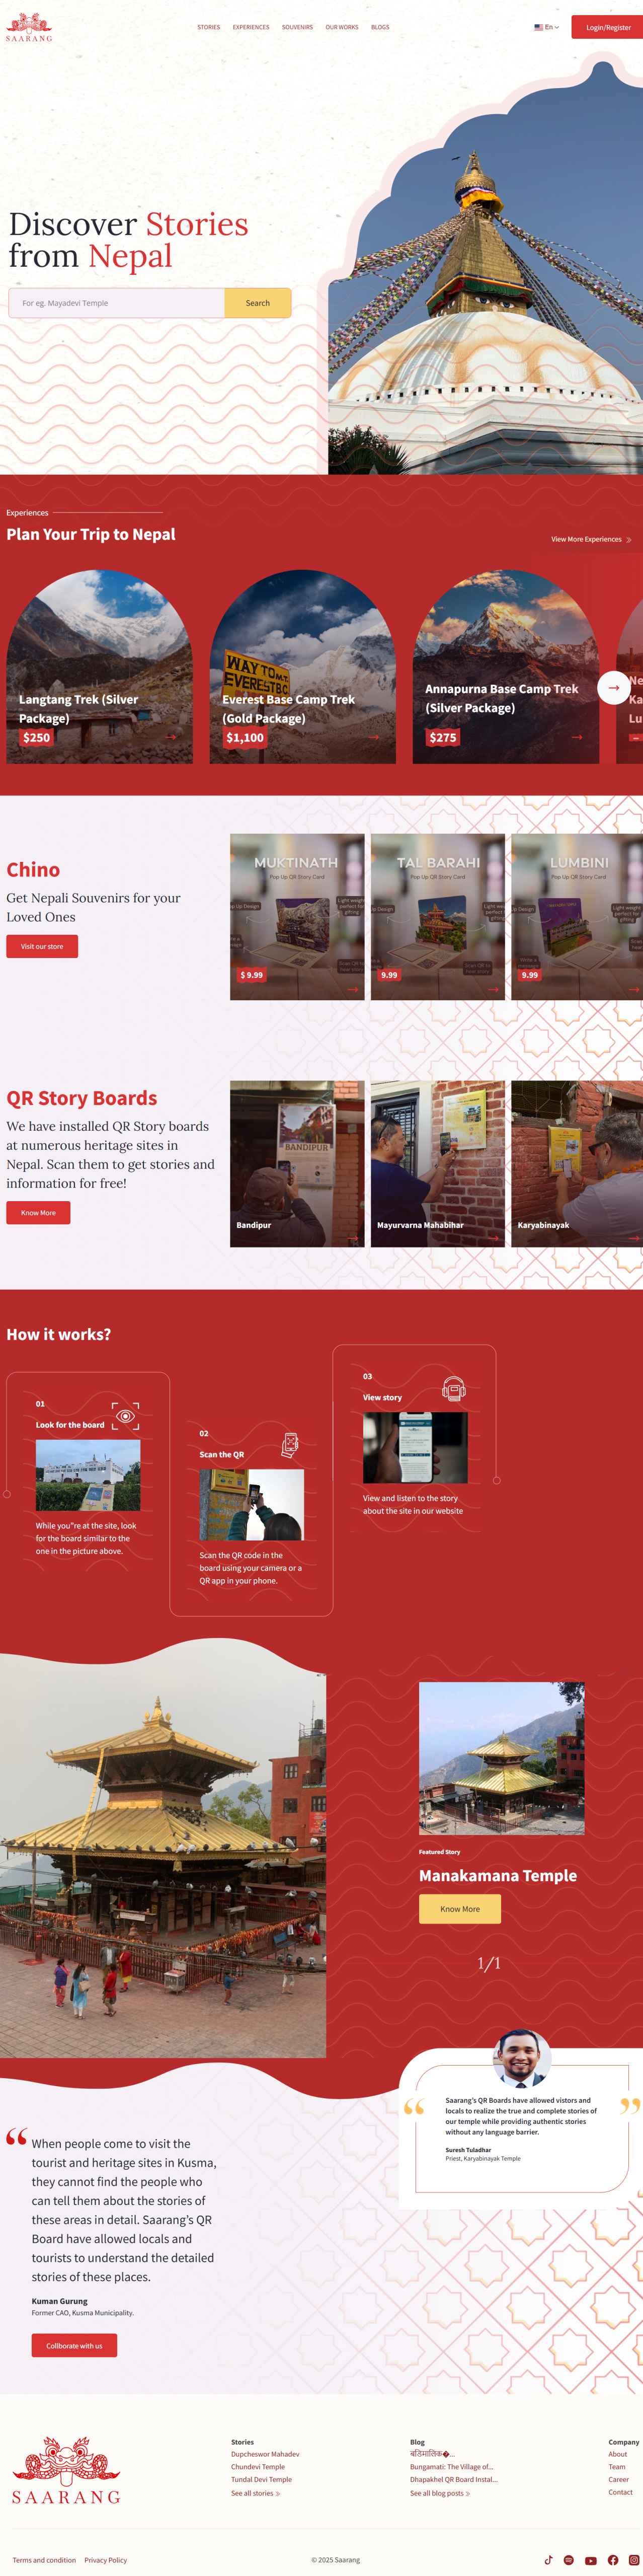 SAARANG
STORIES EXPERIENCES SOUVENIRS OUR WORKS BLOGS
En
Login/Register
Discover Stories
from Nepal
For eg. Mayadevi Temple
Search
Experiences
Plan Your Trip to Nepal
View More Experiences
WAY TO MT.
EVEREST B.C
Langtang Trek (Silver
Package)
$250
Everest Base Camp Trek
(Gold Package)
$1,100
Annapurna Base Camp Trek
(Silver Package)
$275
Ne
Ka
Lu
Chino
Get Nepali Souvenirs for your
Loved Ones
Visit our store
MUKTINATH
Pop Up QR Story Card
Light weight
perfect for
gifting
$ 9.99
TAL BARAHI
Pop Up QR Story Card
9.99
LUMBINI
Pop Up QR Story Card
Light weight
perfect for
gifting
9.99
QR Story Boards
We have installed QR Story boards
at numerous heritage sites in
Nepal. Scan them to get stories and
information for free!
Know More
BANDIPUR
Bandipur
Mayurvarna Mahabihar
Karyabinayak
How it works?
01
Look for the board
While you"re at the site, look
for the board similar to the
one in the picture above.
02
Scan the QR
Scan the QR code in the
board using your camera or a
QR app in your phone.
03
View story
View and listen to the story
about the site in our website
Featured Story
Manakamana Temple
Know More
1/1
Saarang's QR Boards have allowed vistors and
locals to realize the true and complete stories of
our temple while providing authentic stories
without any language barrier.
Suresh Tuladhar
Priest, Karyabinayak Temple
When people come to visit the
tourist and heritage sites in Kusma,
they cannot find the people who
can tell them about the stories of
these areas in detail. Saarang's QR
Board have allowed locals and
tourists to understand the detailed
stories of these places.
Kuman Gurung
Former CAO, Kusma Municipality.
Collborate with us
SAARANG
Stories
Dupcheswor Mahadev
Chundevi Temple
Tundal Devi Temple
See all stories
Blog
Bungamati: The Village of...
Dhapakhel QR Board Instal...
See all blog posts
Company
About
Team
Career
Contact
Terms and condition Privacy Policy
© 2025 Saarang